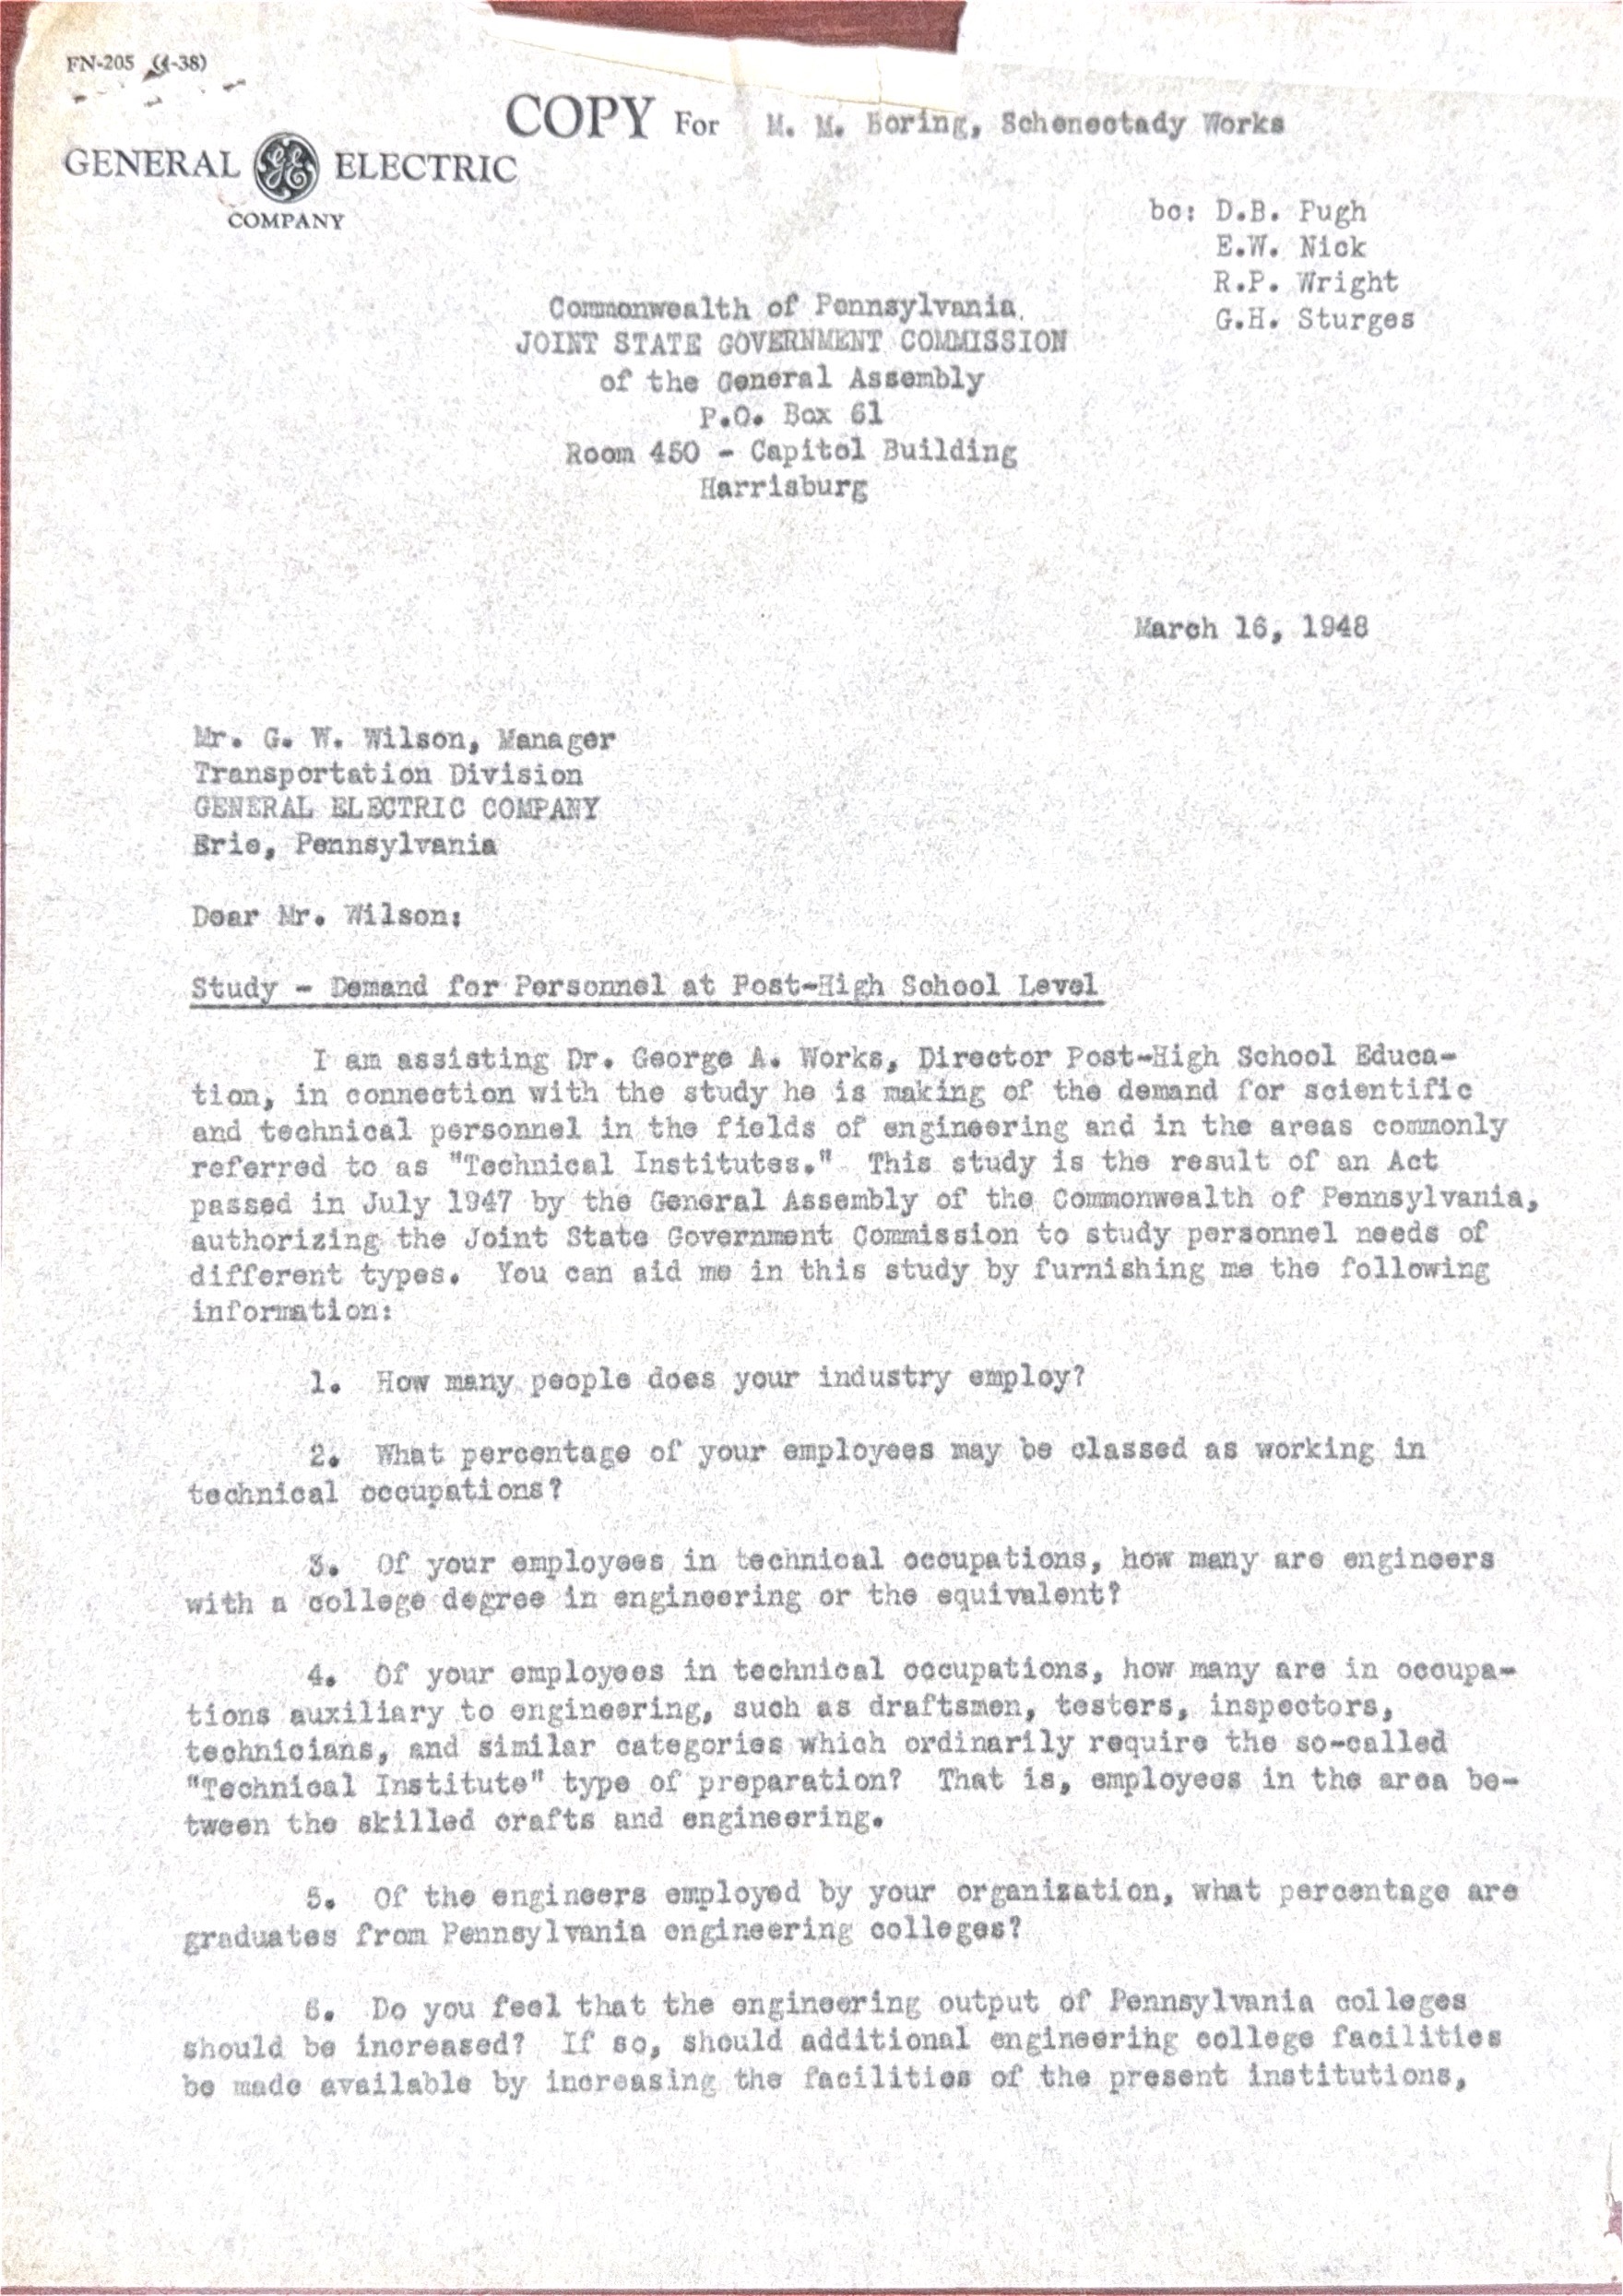 FN-205 (4-38)
COPY For M. M. Boring, Schenectady Works
GENERAL GE ELECTRIC
COMPANY
bc: D.B. Pugh
E.W. Nick
R.P. Wright
G.H. Sturges
Commonwealth of Pennsylvania
JOINT STATE GOVERNMENT COMMISSION
of the General Assembly
P.O. Box 61
Room 450 - Capitol Building
Harrisburg
March 16, 1948
Mr. G. W. Wilson, Manager
Transportation Division
GENERAL ELECTRIC COMPANY
Erie, Pennsylvania
Dear Mr. Wilson:
Study - Demand for Personnel at Post-High School Level
I am assisting Dr. George A. Works, Director Post-High School Educa-
tion, in connection with the study he is making of the demand for scientific
and technical personnel in the fields of engineering and in the areas commonly
referred to as "Technical Institutes." This study is the result of an Act
passed in July 1947 by the General Assembly of the Commonwealth of Pennsylvania,
authorizing the Joint State Government Commission to study personnel needs of
different types. You can aid me in this study by furnishing me the following
information:
1. How many people does your industry employ?
2. What percentage of your employees may be classed as working in
technical occupations?
3. Of your employees in technical occupations, how many are engineers
with a college degree in engineering or the equivalent?
4. Of your employees in technical occupations, how many are in occupa-
tions auxiliary to engineering, such as draftsmen, testers, inspectors,
technicians, and similar categories which ordinarily require the so-called
"Technical Institute" type of preparation? That is, employees in the area be-
tween the skilled crafts and engineering.
5. Of the engineers employed by your organization, what percentage are
graduates from Pennsylvania engineering colleges?
6. Do you feel that the engineering output of Pennsylvania colleges
should be increased? If so, should additional engineerihg college facilities
be made available by increasing the facilities of the present institutions,